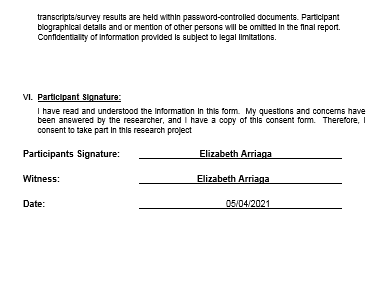 transcripts/survey results are held within password-controlled documents. Participant
biographical details and or mention of other persons will be omitted in the final report.
Confidentiality of information provided is subject to legal limitations.
VI. Participant Signature:
I have read and understood the information in this form. My questions and concerns have
been answered by the researcher, and I have a copy of this consent form. Therefore, I
consent to take part in this research project
Participants Signature: Elizabeth Arriaga
Witness: Elizabeth Arriaga
Date: 05/04/2021